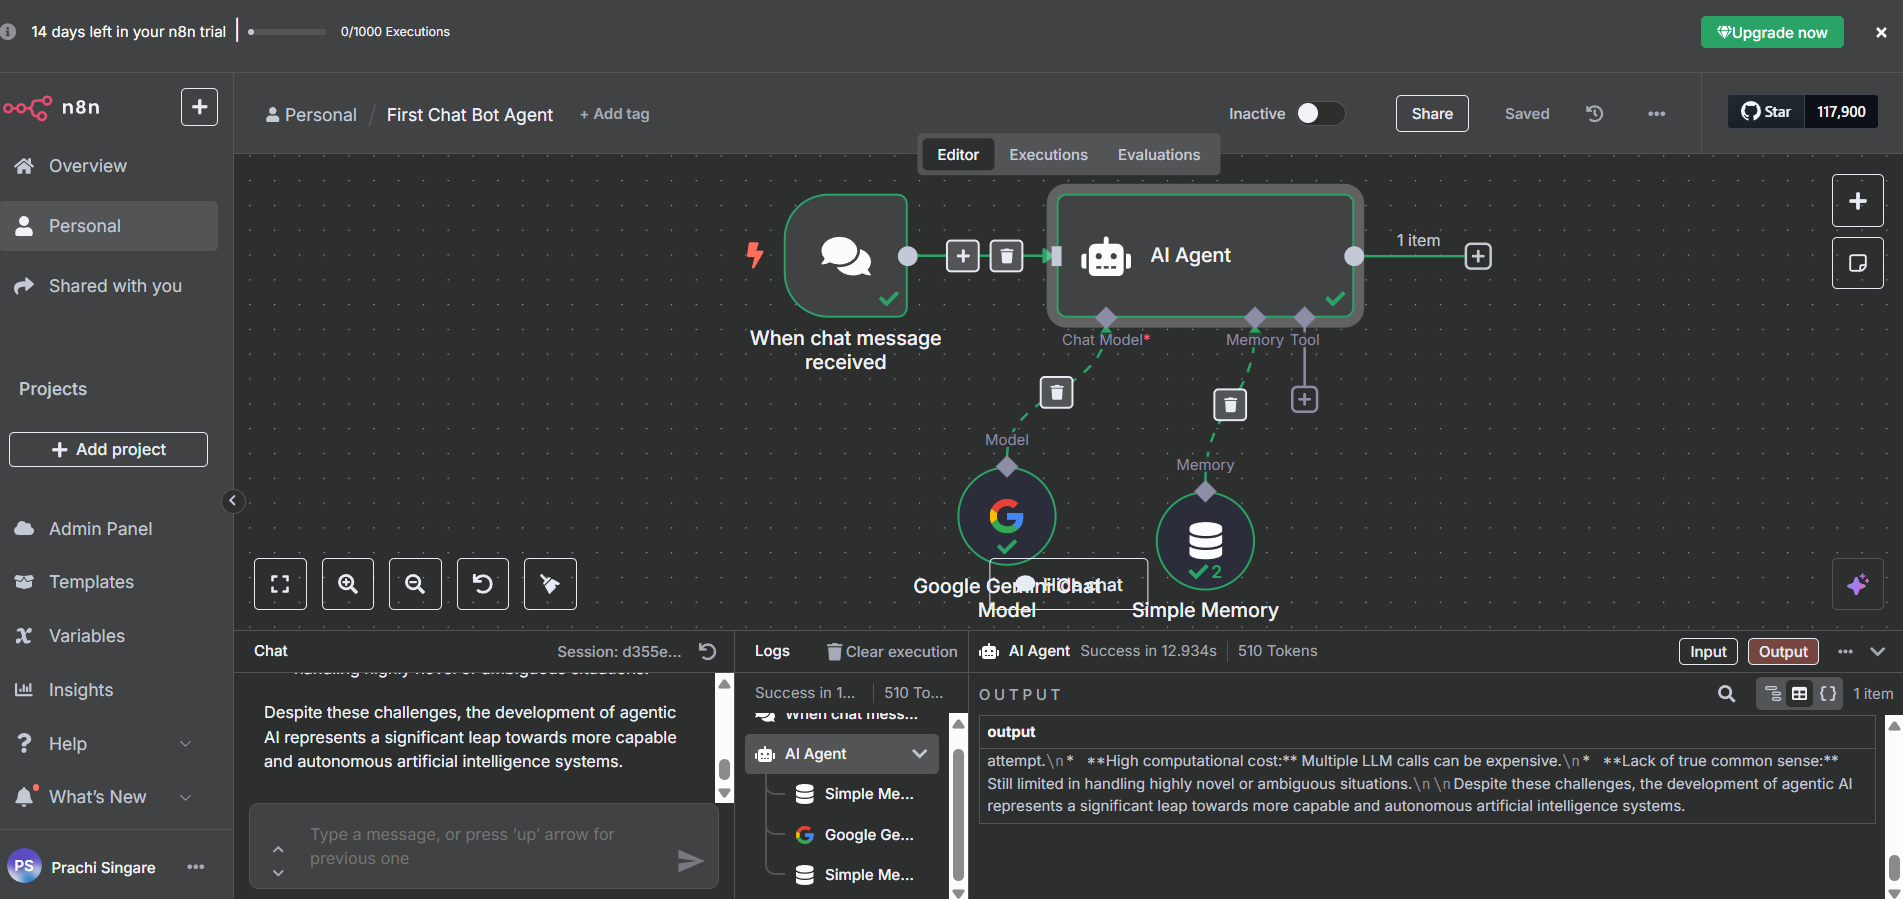 14 days left in your n8n trial
0/1000 Executions
Upgrade now
n8n
Personal / First Chat Bot Agent + Add tag
Inactive
Share
Saved
Star 117,900
Editor Executions Evaluations
Overview
Personal
Shared with you
Projects
Add project
Admin Panel
Templates
Variables
Insights
Help
What's New
PS Prachi Singare
When chat message
received
AI Agent
1 item
Chat Model*
Memory Tool
Model
Memory
Google Gemini Chat
Model
Hide chat
2
Simple Memory
Chat
Session: d355e...
handling highly novel or ambiguous situations.
Despite these challenges, the development of agentic
AI represents a significant leap towards more capable
and autonomous artificial intelligence systems.
Type a message, or press ‘up’ arrow for
previous one
Logs
Clear execution
Success in 1... 510 To...
When chat mess...
AI Agent
Simple Me...
Google Ge...
Simple Me...
AI Agent Success in 12.934s 510 Tokens
Input Output
OUTPUT
1 item
output
attempt.\n* **High computational cost:** Multiple LLM calls can be expensive.\n* **Lack of true common sense:**
Still limited in handling highly novel or ambiguous situations.\n\nDespite these challenges, the development of agentic AI
represents a significant leap towards more capable and autonomous artificial intelligence systems.